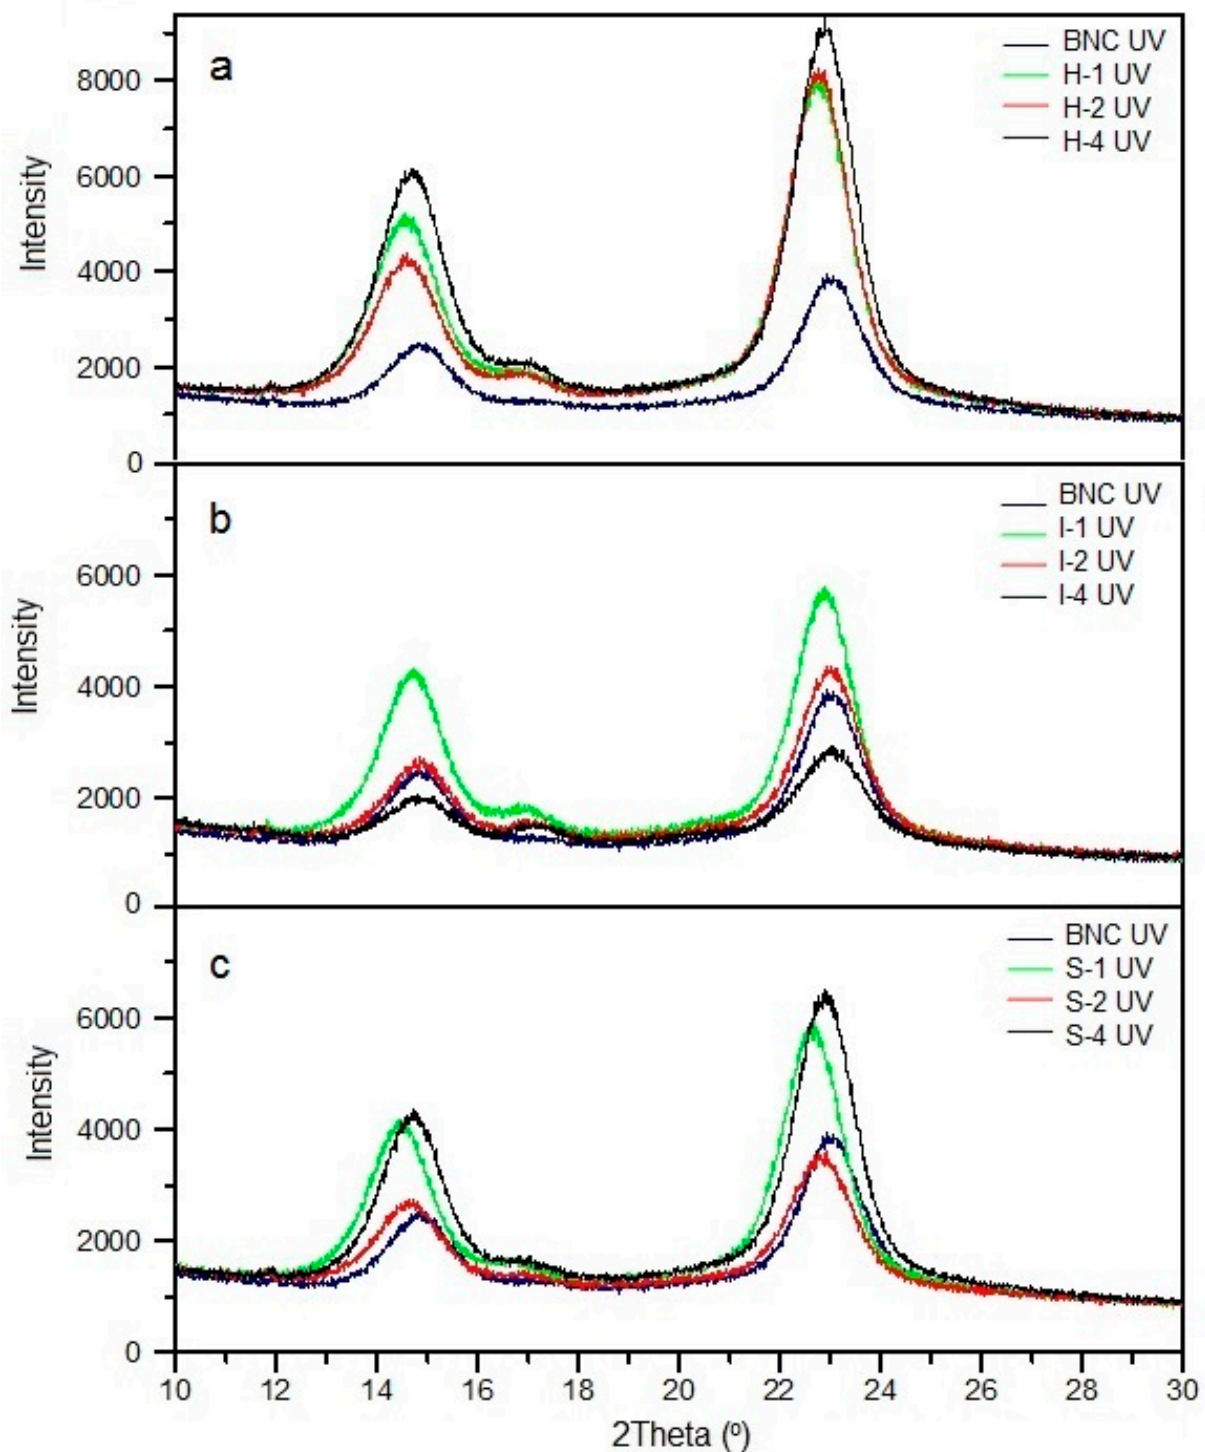 a
BNC UV
H-1 UV
H-2 UV
H-4 UV
8000
6000
4000
2000
0
Intensity
b
BNC UV
I-1 UV
I-2 UV
I-4 UV
6000
4000
2000
0
Intensity
c
BNC UV
S-1 UV
S-2 UV
S-4 UV
6000
4000
2000
0
Intensity
10 12 14 16 18 20 22 24 26 28 30
2Theta (º)